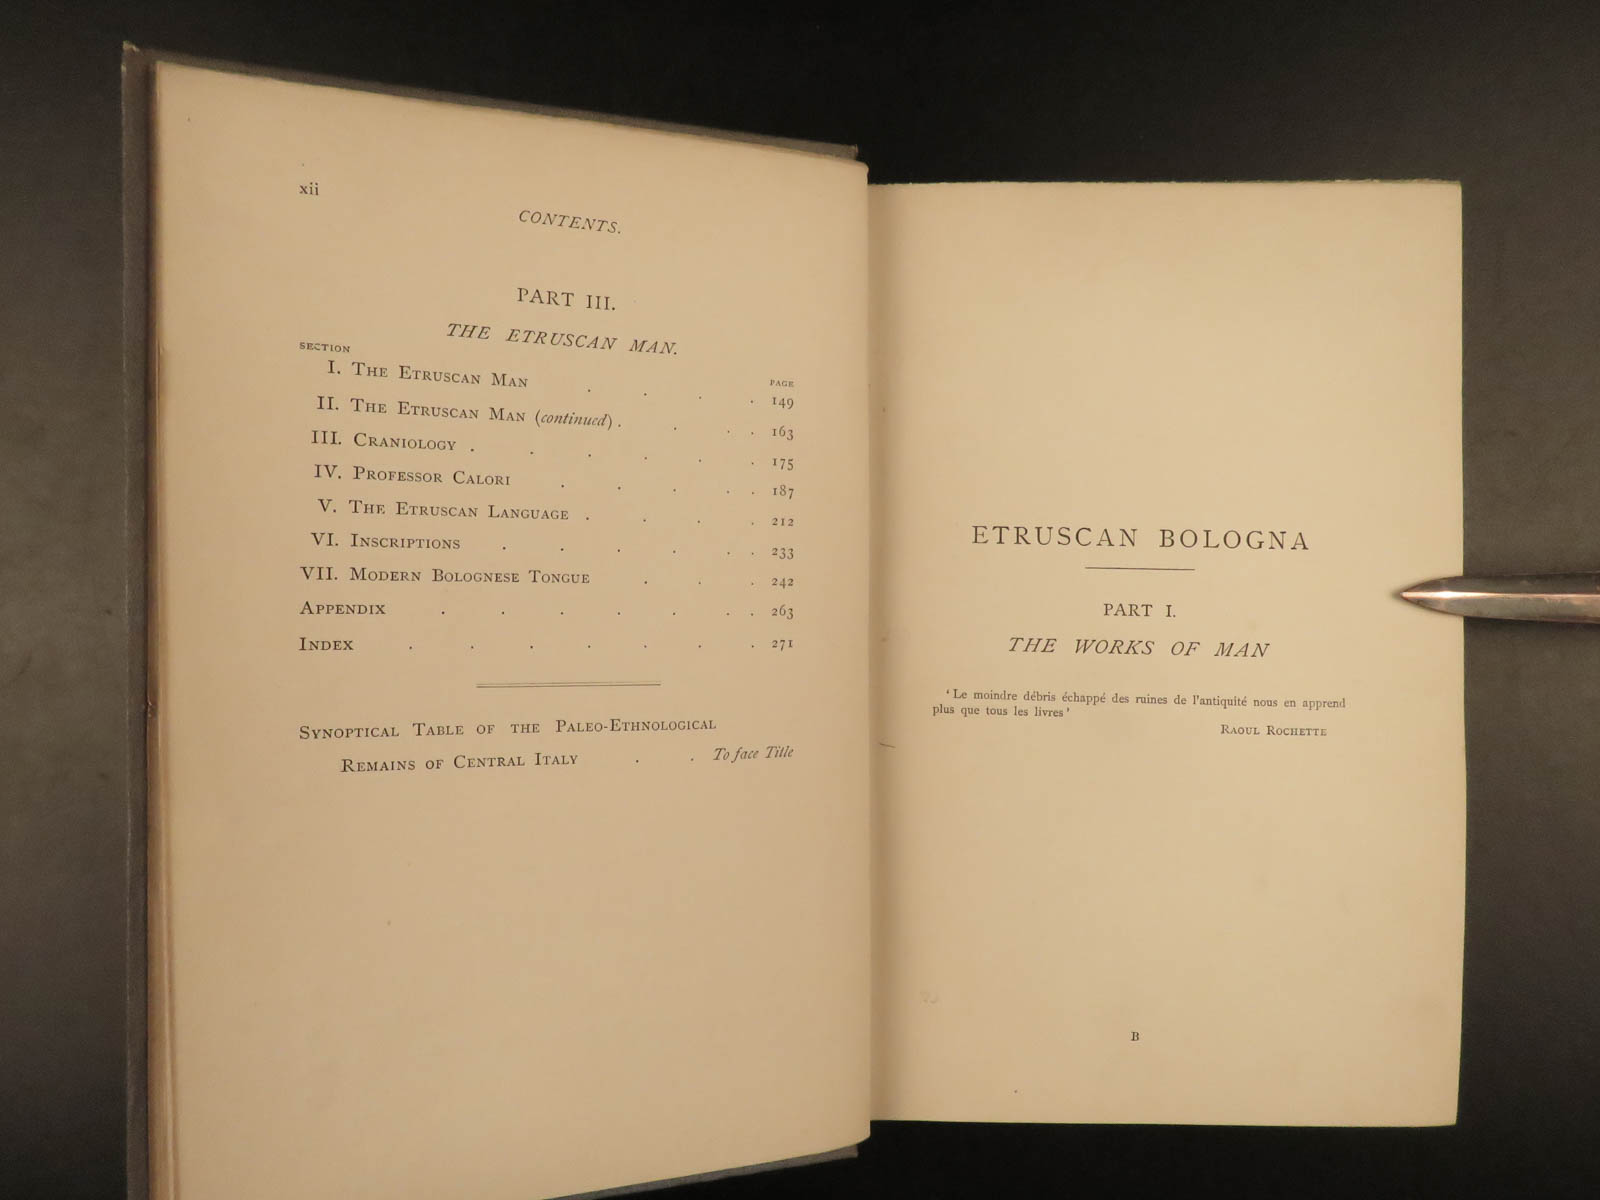 xii
CONTENTS.
PART III.
THE ETRUSCAN MAN.
SECTION PAGE
I. THE ETRUSCAN MAN . . . . 149
II. THE ETRUSCAN MAN (continued) . . . . 163
III. CRANIOLOGY . . . . . . 175
IV. PROFESSOR CALORI . . . . . 187
V. THE ETRUSCAN LANGUAGE . . . . 212
VI. INSCRIPTIONS . . . . . . 233
VII. MODERN BOLOGNESE TONGUE . . . 242
APPENDIX . . . . . . . 263
INDEX . . . . . . . 271
SYNOPTICAL TABLE OF THE PALEO-ETHNOLOGICAL
REMAINS OF CENTRAL ITALY . . To face Title
ETRUSCAN BOLOGNA
PART I.
THE WORKS OF MAN
‘Le moindre débris échappé des ruines de l’antiquité nous en apprend
plus que tous les livres’
RAOUL ROCHETTE
B